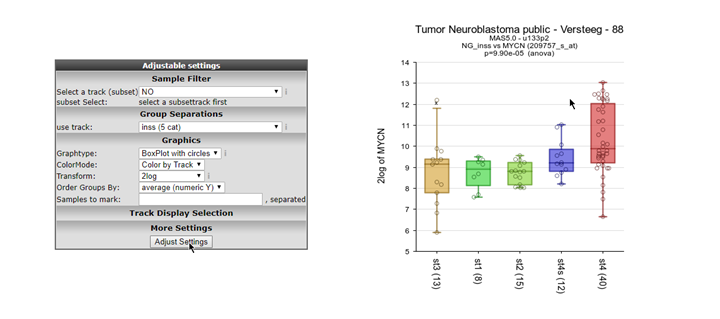 Adjustable settings
Sample Filter
Select a track (subset) NO i
subset Select: select a subsettrack first
Group Separations
use track: inss (5 cat) i
Graphics
Graphtype: BoxPlot with circles i
ColorMode: Color by Track
Transform: 2log i
Order Groups By: average (numeric Y)
Samples to mark: , separated
Track Display Selection
More Settings
Adjust Settings
Tumor Neuroblastoma public - Versteeg - 88
MAS5.0 - u133p2
NG_inss vs MYCN (209757_s_at)
p=9.90e-05 (anova)
2log of MYCN
14
13
12
11
10
9
8
7
6
5
st3 (13)
st1 (8)
st2 (15)
st4s (12)
st4 (40)